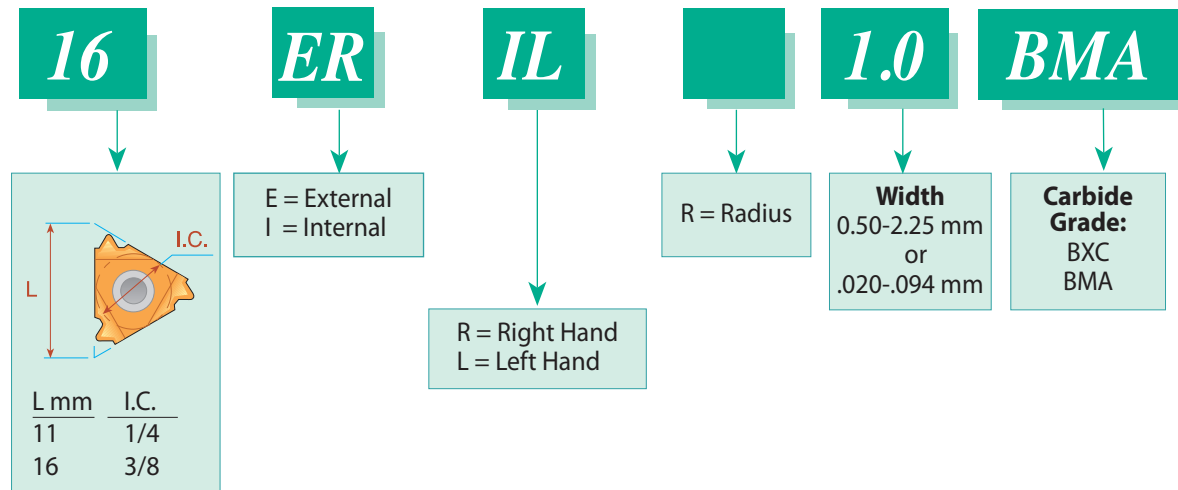 16 ER IL 1.0 BMA
I.C.
L
L mm I.C.
11 1/4
16 3/8
E = External
I = Internal
R = Right Hand
L = Left Hand
R = Radius
Width
0.50-2.25 mm
or
.020-.094 mm
Carbide
Grade:
BXC
BMA